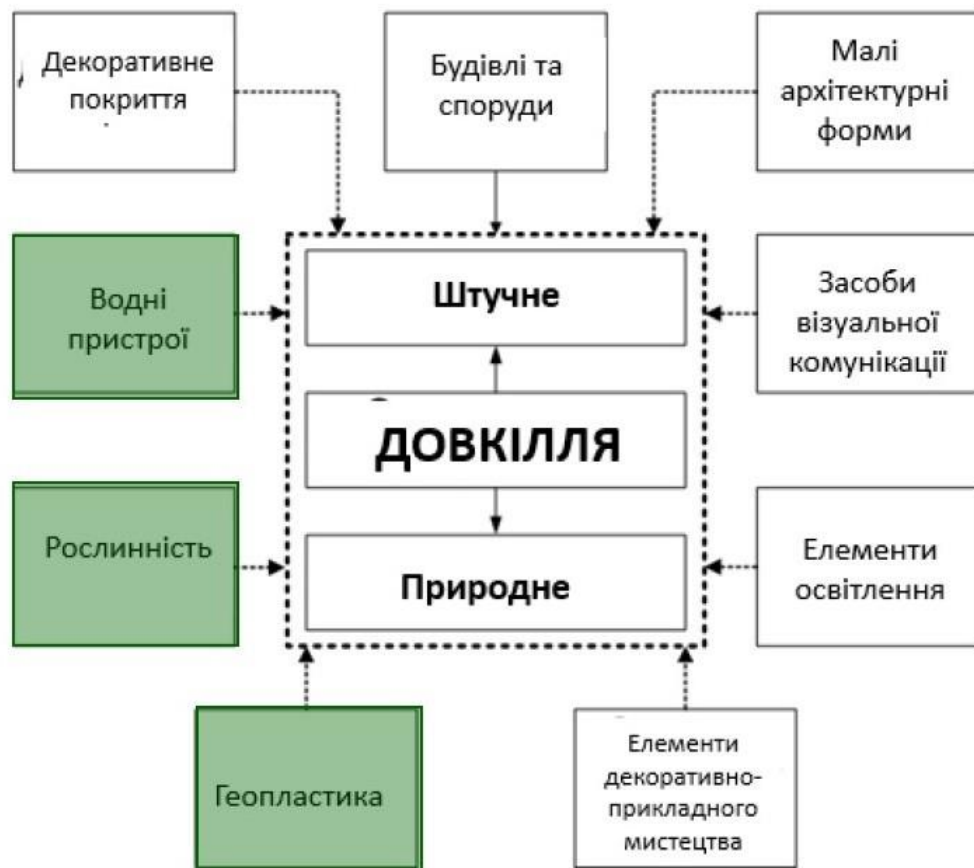 Декоративне
покриття
Будівлі та
споруди
Малі
архітектурні
форми
Водні
пристрої
Штучне
Засоби
візуальної
комунікації
ДОВКІЛЛЯ
Рослинність
Природне
Елементи
освітлення
Геопластика
Елементи
декоративно-
прикладного
мистецтва